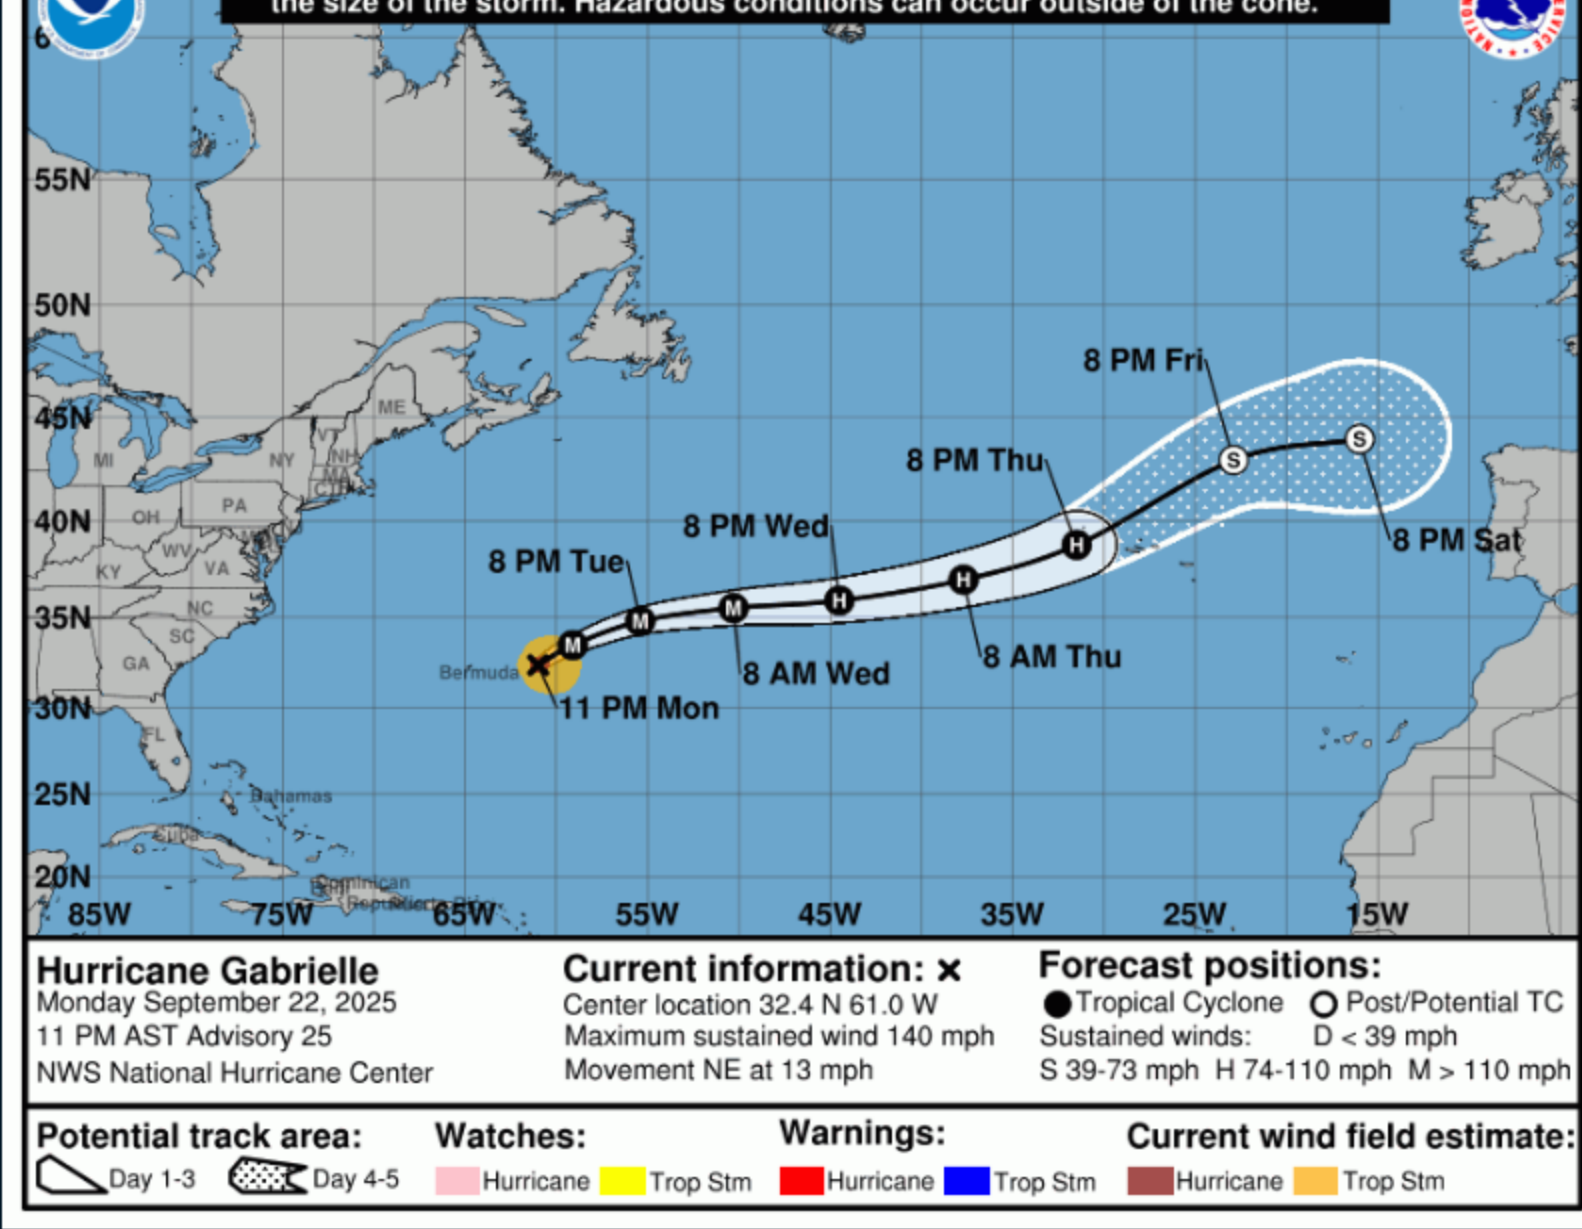 the size of the storm. Hazardous conditions can occur outside of the cone.
55N
50N
45N
40N
35N
30N
25N
20N
85W 75W 65W 55W 45W 35W 25W 15W
ME
VT
NH
MA
MI
NY
PA
OH
WV
VA
KY
NC
SC
GA
FL
Bermuda
Bahamas
Cuba
Dominican
8 PM Fri
8 PM Thu
8 PM Wed
8 PM Sat
8 PM Tue
8 AM Thu
8 AM Wed
11 PM Mon
M
M
M
H
H
H
S
S
Hurricane Gabrielle
Monday September 22, 2025
11 PM AST Advisory 25
NWS National Hurricane Center
Current information: ×
Center location 32.4 N 61.0 W
Maximum sustained wind 140 mph
Movement NE at 13 mph
Forecast positions:
Tropical Cyclone Post/Potential TC
Sustained winds: D < 39 mph
S 39-73 mph H 74-110 mph M > 110 mph
Potential track area:
Day 1-3 Day 4-5
Watches:
Hurricane Trop Stm
Warnings:
Hurricane Trop Stm
Current wind field estimate:
Hurricane Trop Stm